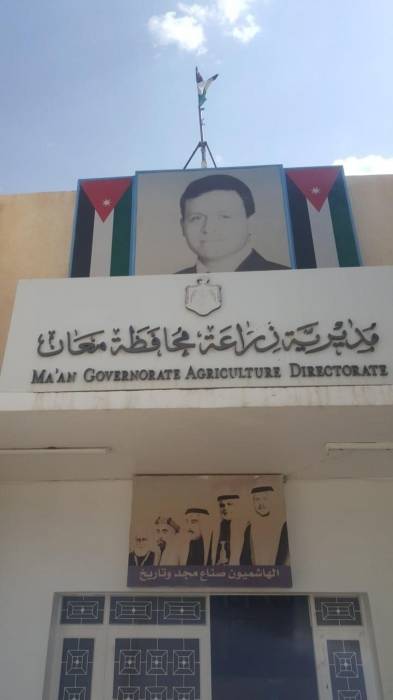 مديرية زراعة محافظة معان
MA'AN GOVERNORATE AGRICULTURE DIRECTORATE
الهاشميون صناع مجد وتاريخ